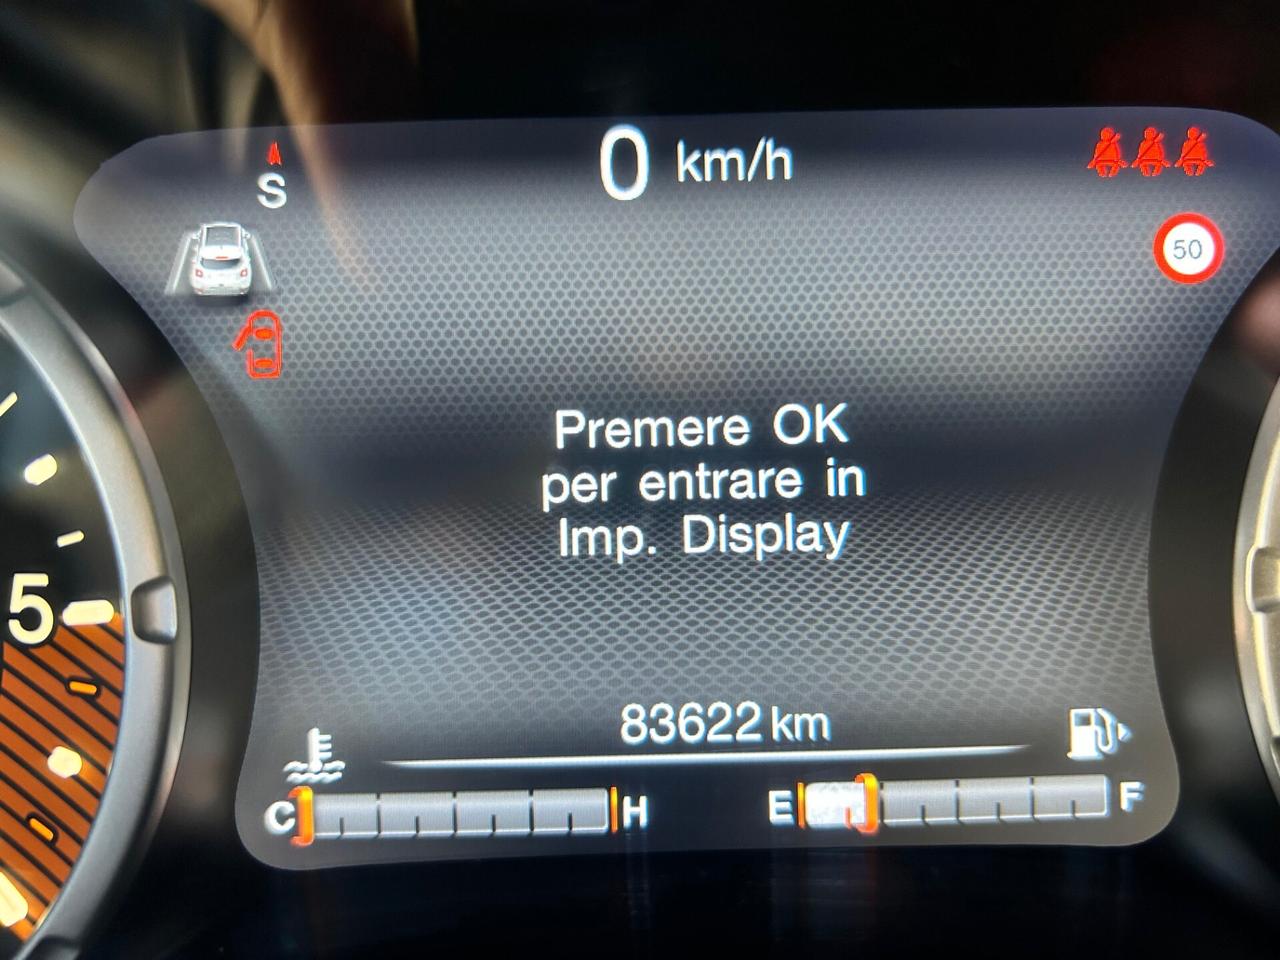 0 km/h
S
50
Premere OK
per entrare in
Imp. Display
5
83622 km
C H E F